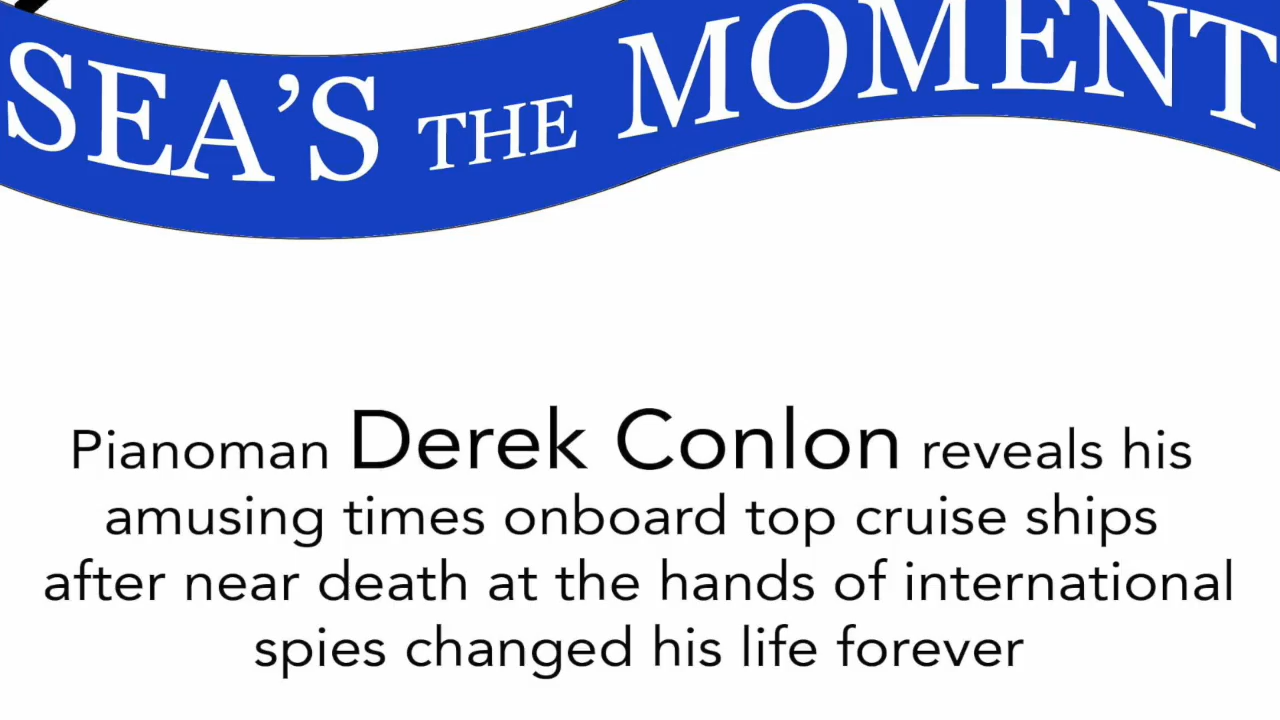 SEA’S THE MOMENT
Pianoman Derek Conlon reveals his
amusing times onboard top cruise ships
after near death at the hands of international
spies changed his life forever